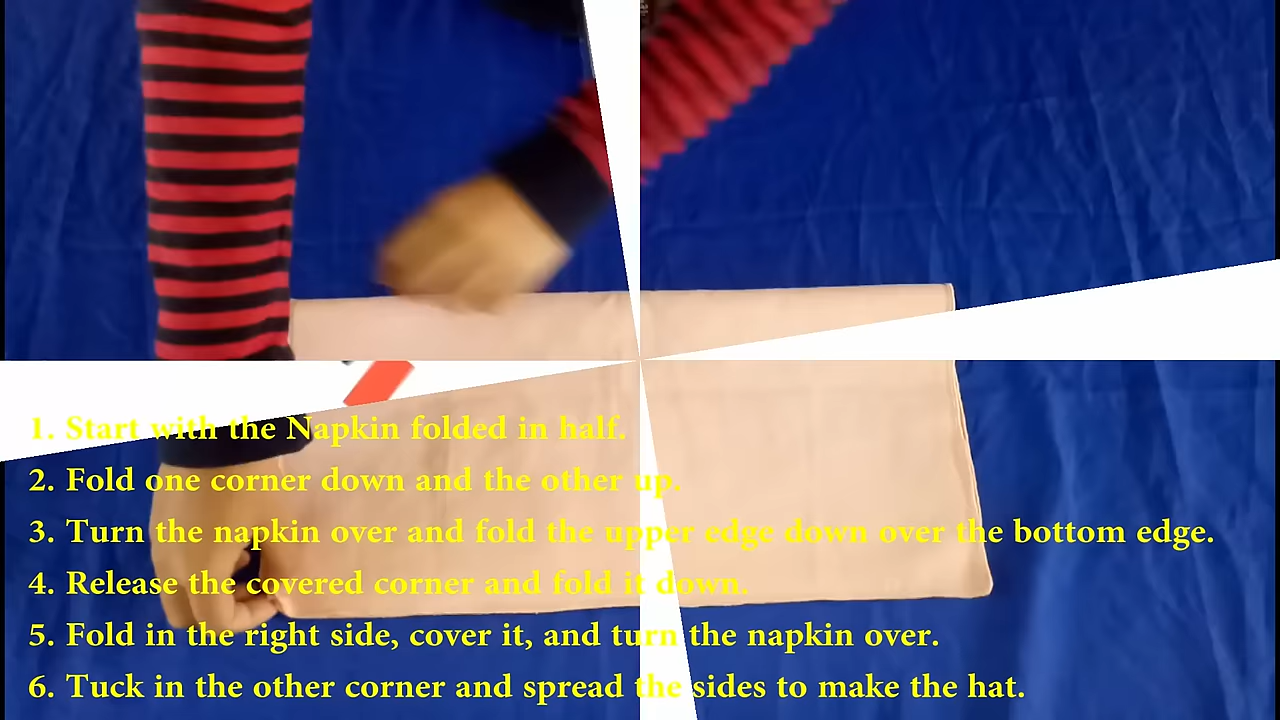 1. Start with the Napkin folded in half.
2. Fold one corner down and the other up.
3. Turn the napkin over and fold the upper edge down over the bottom edge.
4. Release the covered corner and fold it down.
5. Fold in the right side, cover it, and turn the napkin over.
6. Tuck in the other corner and spread the sides to make the hat.